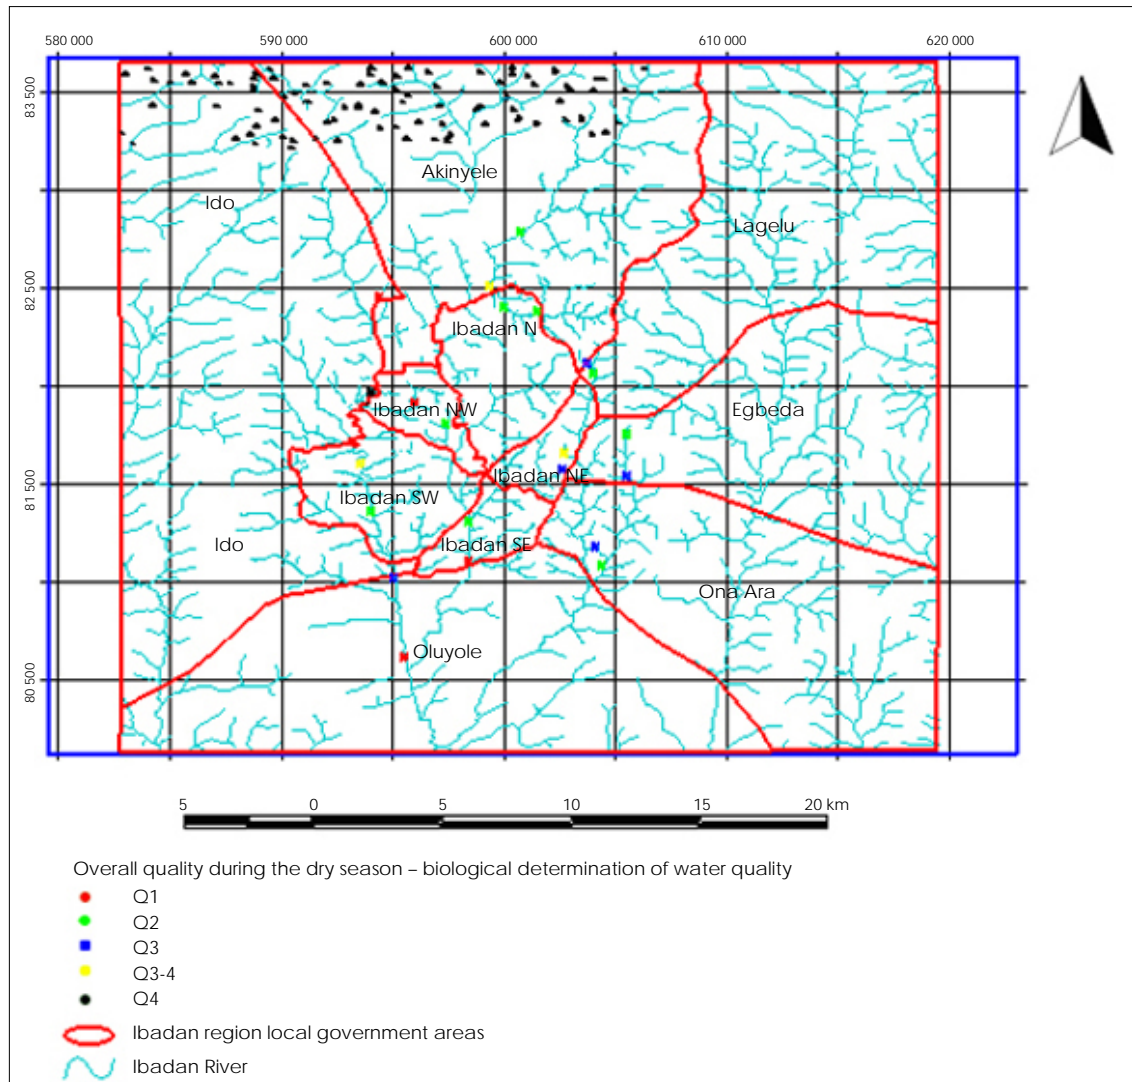 580 000 590 000 600 000 610 000 620 000
833 500
Akinyele
Ido
Lagelu
82 500
Ibadan N
Ibadan NW
Egbeda
Ibadan NE
81 500
Ibadan SW
Ido
Ibadan SE
Ona Ara
Oluyole
80 500
5 0 5 10 15 20 km
Overall quality during the dry season – biological determination of water quality
Q1
Q2
Q3
Q3-4
Q4
Ibadan region local government areas
Ibadan River